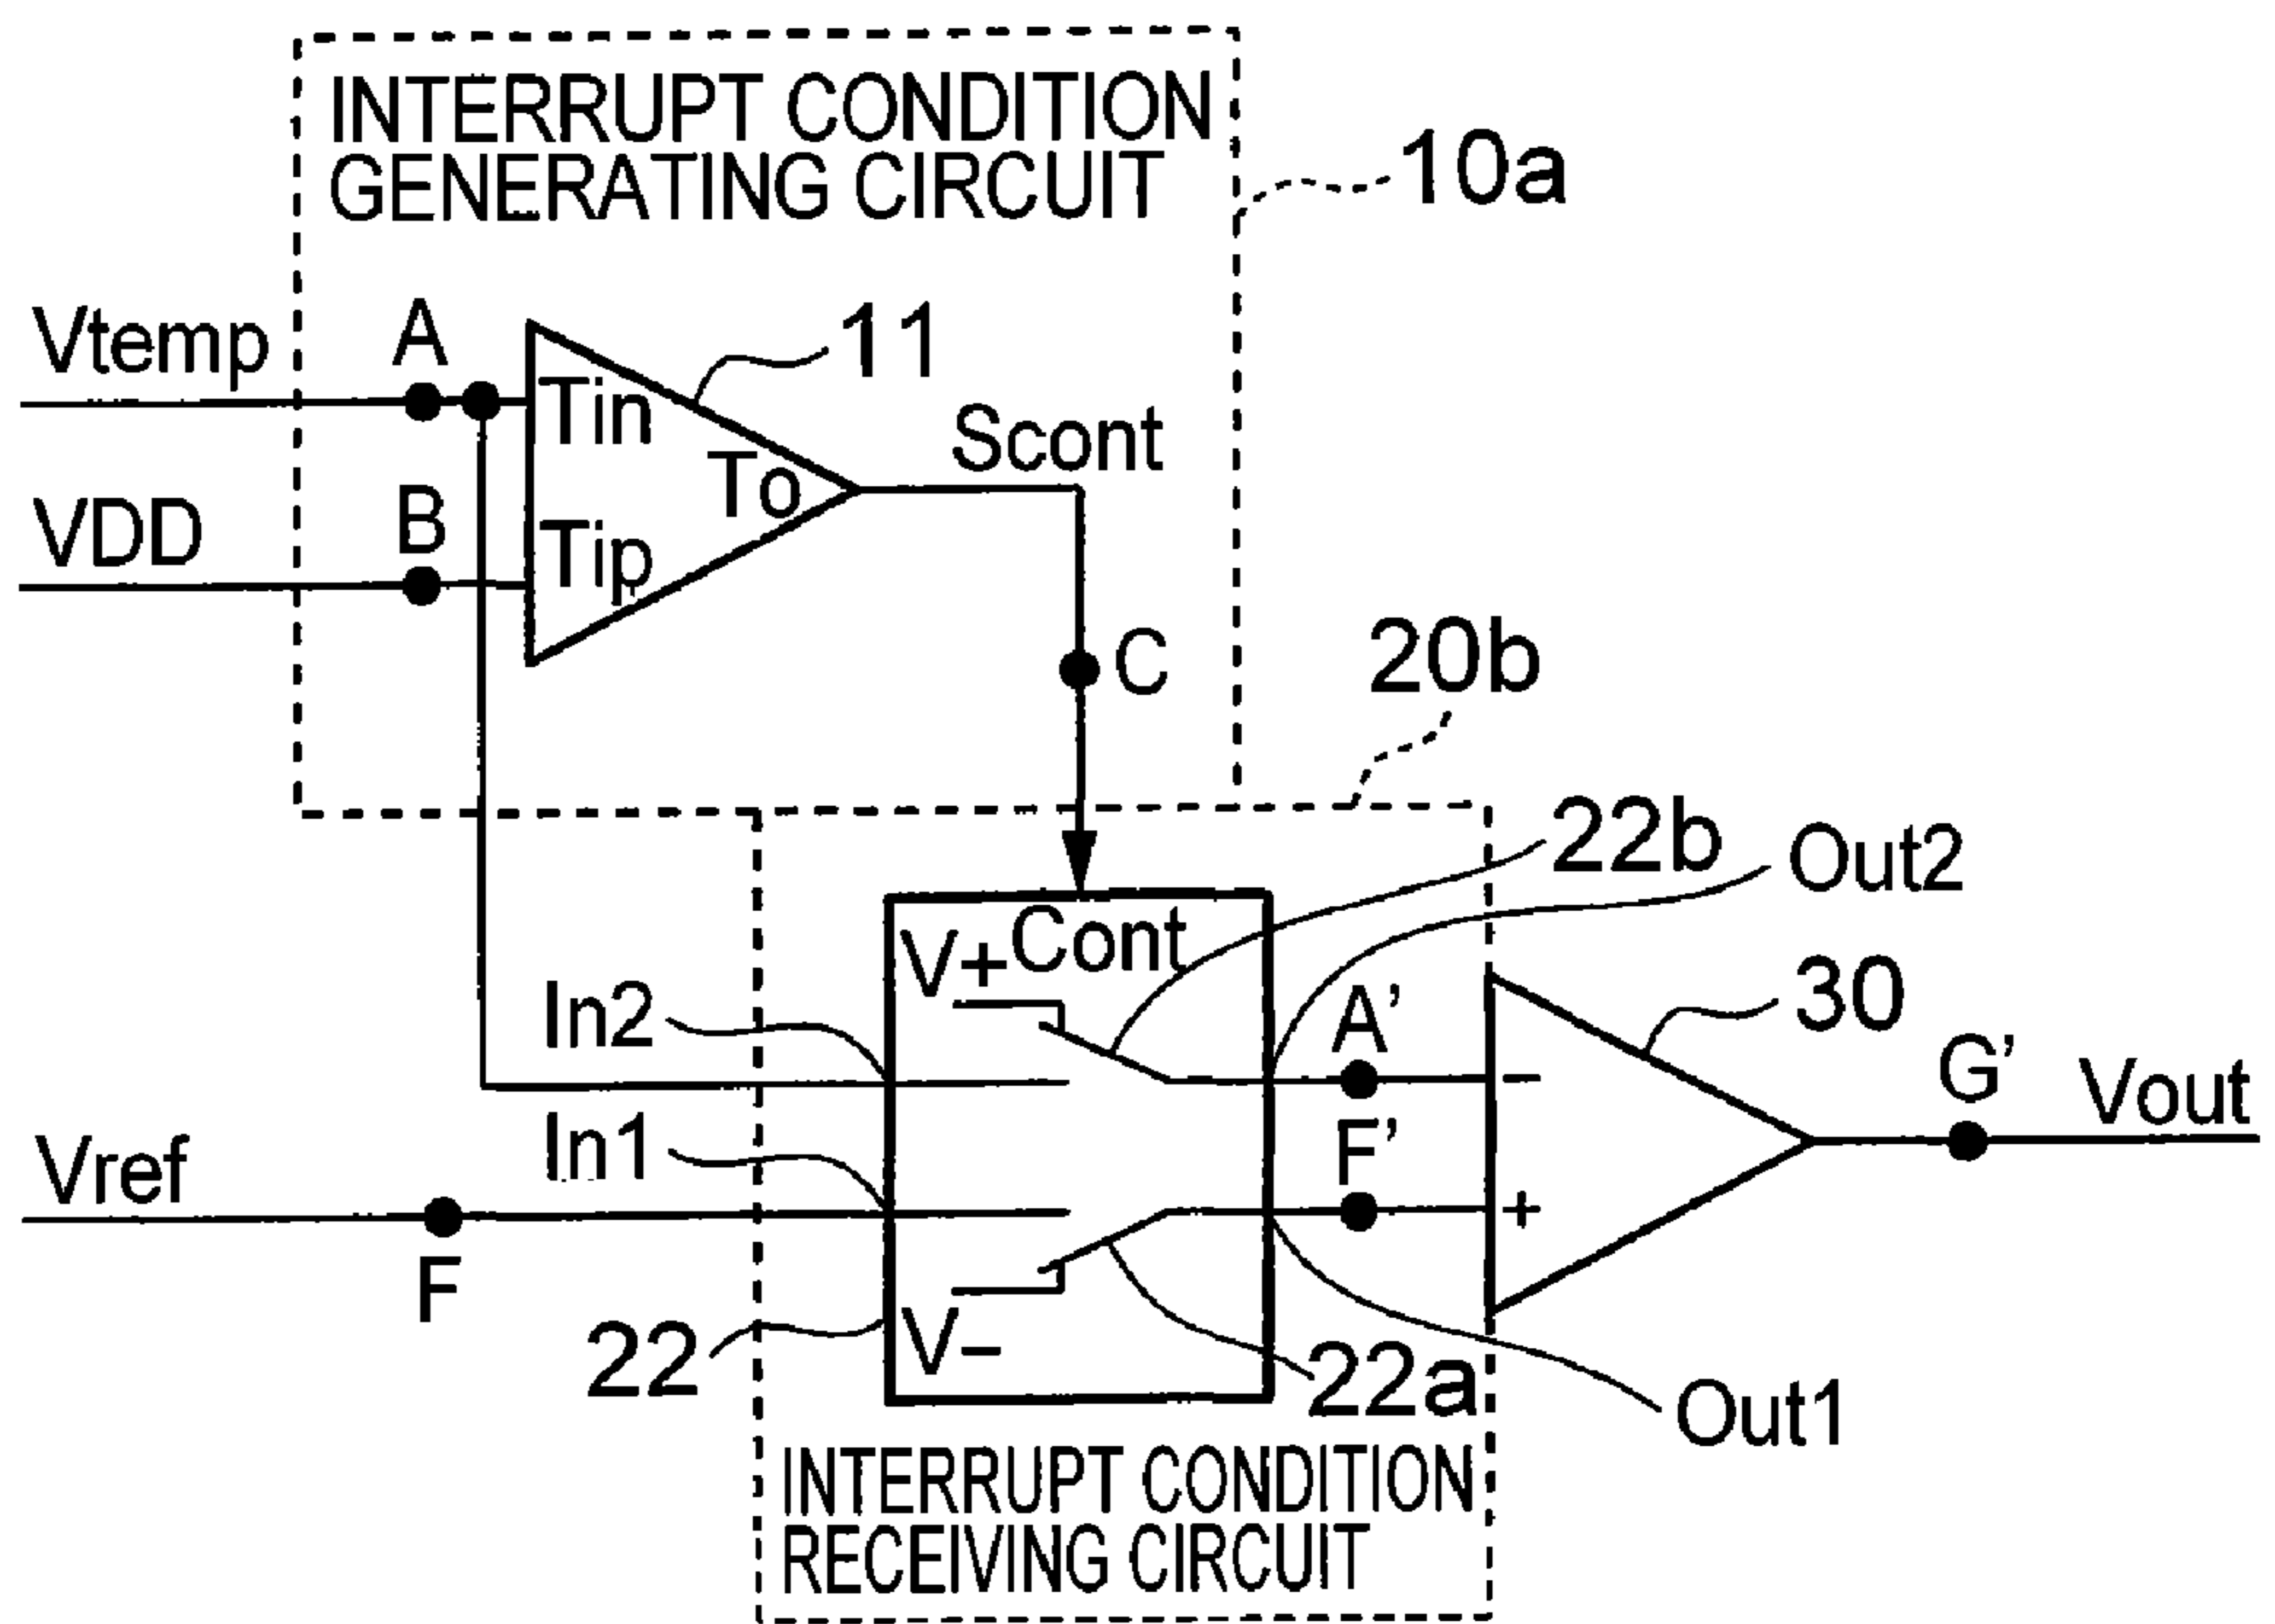 INTERRUPT CONDITION
GENERATING CIRCUIT
10a
Vtemp
A
11
Tin
Scont
To
VDD
B
Tip
C
20b
22b
Out2
Cont
V+
In2
A’
30
G’
Vout
In1
F’
Vref
F
−
+
22
V−
22a
Out1
INTERRUPT CONDITION
RECEIVING CIRCUIT